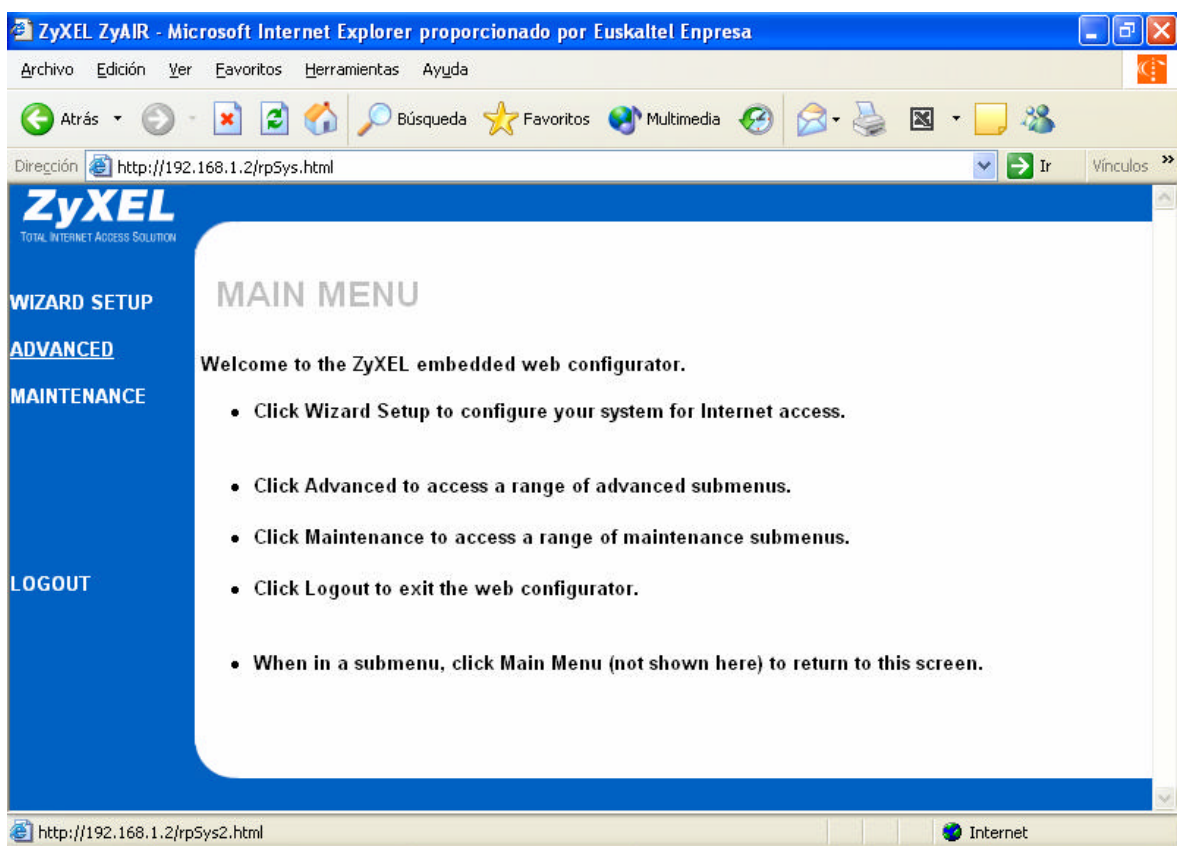 ZyXEL ZyAIR - Microsoft Internet Explorer proporcionado por Euskaltel Enpresa
Archivo Edición Ver Favoritos Herramientas Ayuda
Atrás Búsqueda Favoritos Multimedia
Dirección http://192.168.1.2/rpSys.html Ir Vínculos »
ZyXEL
TOTAL INTERNET ACCESS SOLUTION
WIZARD SETUP
ADVANCED
MAINTENANCE
LOGOUT
MAIN MENU
Welcome to the ZyXEL embedded web configurator.
• Click Wizard Setup to configure your system for Internet access.
• Click Advanced to access a range of advanced submenus.
• Click Maintenance to access a range of maintenance submenus.
• Click Logout to exit the web configurator.
• When in a submenu, click Main Menu (not shown here) to return to this screen.
http://192.168.1.2/rpSys2.html Internet